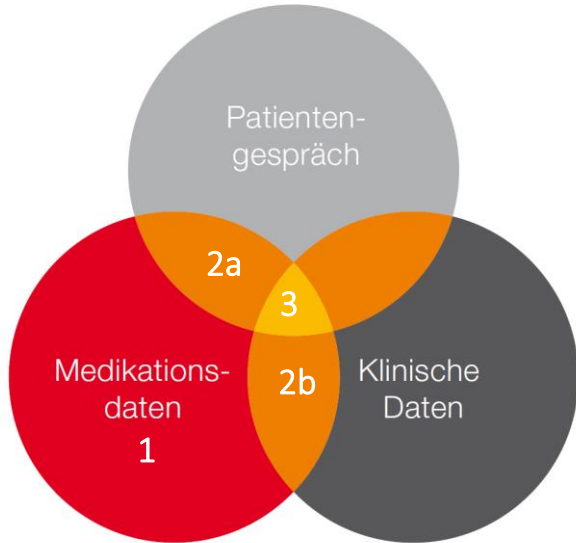 Patienten-
gespräch
2a
3
Medikations-
daten
1
2b
Klinische
Daten